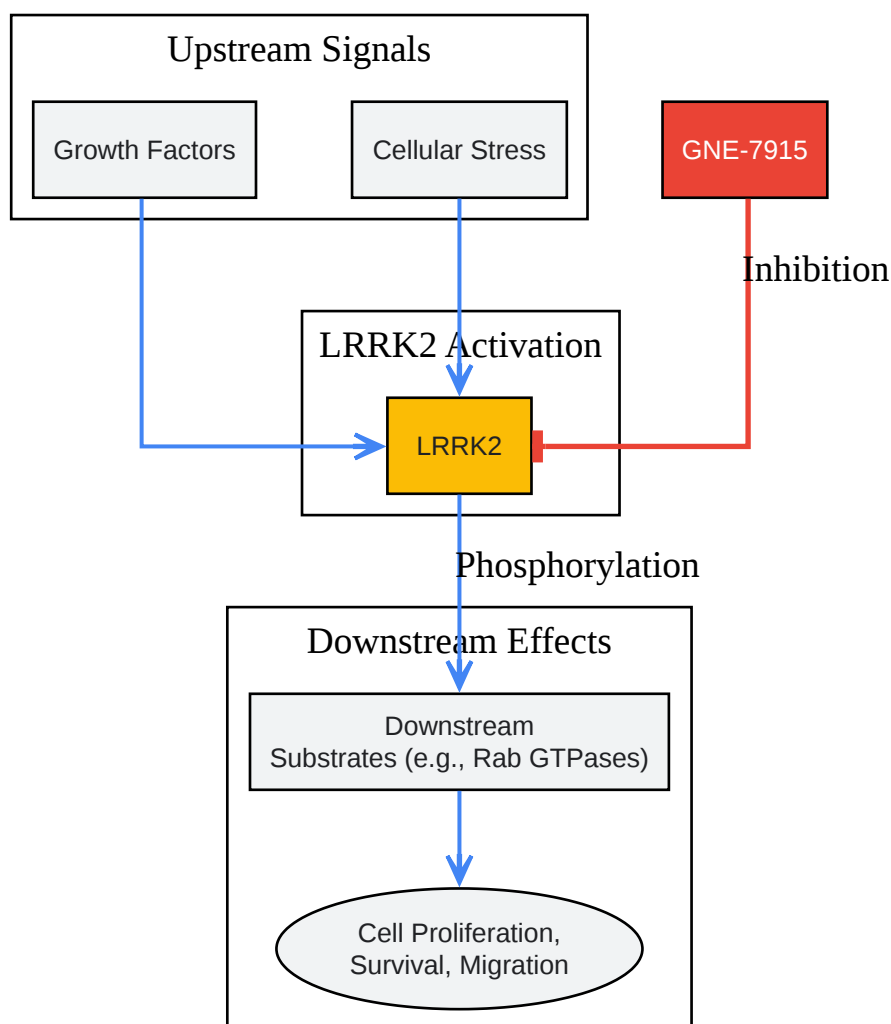 Upstream Signals
Growth Factors
Cellular Stress
GNE-7915
Inhibition
LRRK2 Activation
LRRK2
Phosphorylation
Downstream Effects
Downstream
Substrates (e.g., Rab GTPases)
Cell Proliferation,
Survival, Migration